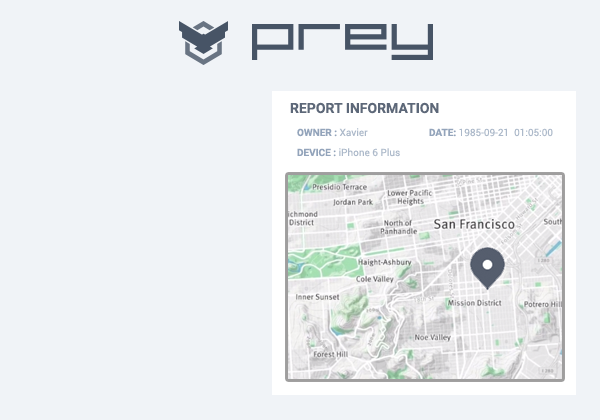 prey
REPORT INFORMATION
OWNER : Xavier
DATE: 1985-09-21 01:05:00
DEVICE : iPhone 6 Plus
Presidio Terrace
Lower Pacific
Heights
Jordan Park
ichmond
District
North of
Panhandle
San Francisco
South
Haight-Ashbury
Cole Valley
Inner Sunset
Mission District
Potrero Hill
Noe Valley
Forest Hill